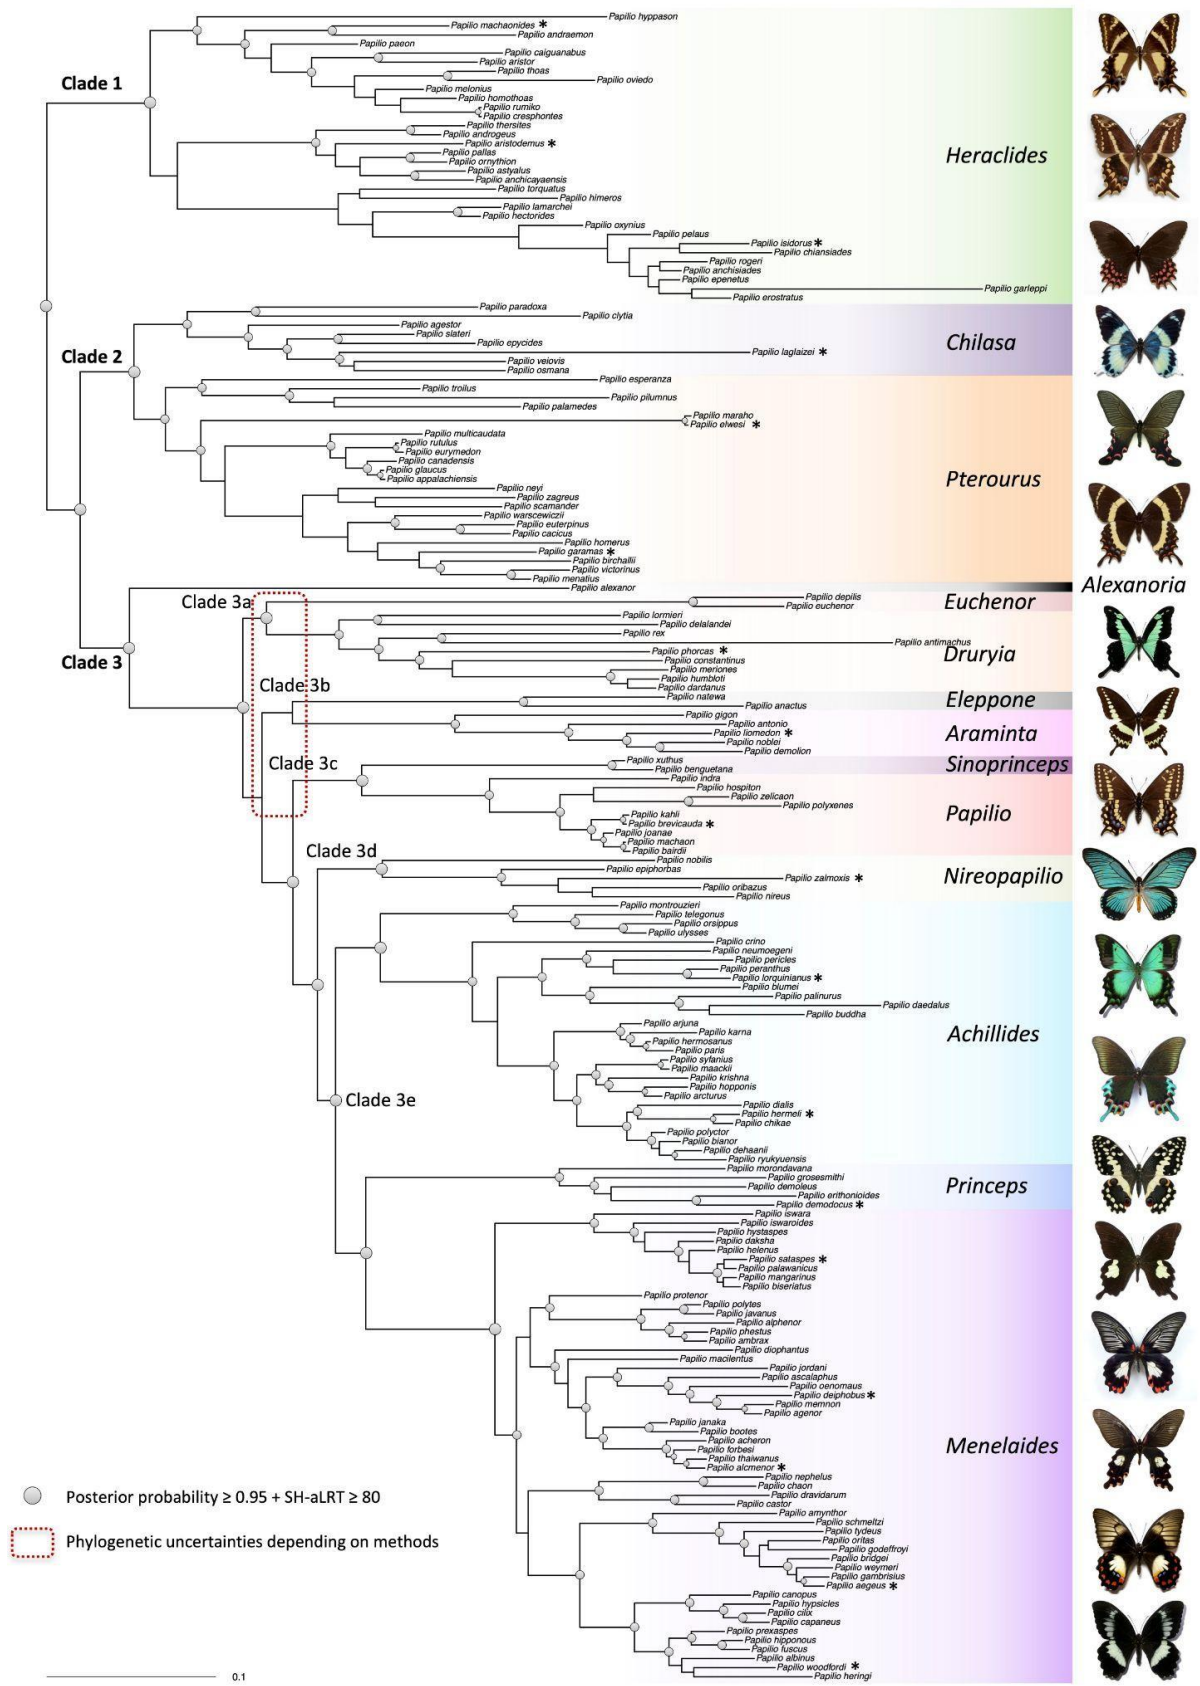 Papilio hyppason
Papilio machaonides *
Papilio andraemon
Papilio paeon
Papilio caiguanabus
Papilio aristor
Papilio thoas
Papilio oviedo
Clade 1
Papilio melonius
Papilio homothoas
Papilio rumiko
Papilio cresphontes
Papilio thersites
Papilio androgeus
Papilio aristodemus *
Papilio pallas
Heraclides
Papilio ornythion
Papilio astyalus
Papilio anchicayaensis
Papilio torquatus
Papilio himeros
Papilio lamarchei
Papilio hectorides
Papilio oxynius
Papilio pelaus
Papilio isidorus *
Papilio chiansiades
Papilio rogeri
Papilio anchisiades
Papilio epenetus
Papilio garleppi
Papilio erostratus
Papilio paradoxa
Papilio clytia
Papilio agestor
Papilio slateri
Chilasa
Papilio epycides
Papilio laglaizei *
Clade 2
Papilio veiovis
Papilio osmana
Papilio esperanza
Papilio troilus
Papilio pilumnus
Papilio palamedes
Papilio maraho
Papilio elwesi *
Papilio multicaudata
Papilio rutulus
Papilio eurymedon
Papilio canadensis
Papilio glaucus
Papilio appalachiensis
Pterourus
Papilio neyi
Papilio zagreus
Papilio scamander
Papilio warscewiczii
Papilio euterpinus
Papilio cacicus
Papilio homerus
Papilio garamas *
Papilio birchallii
Papilio victorinus
Papilio menatius
Papilio alexanor
Alexanoria
Clade 3a
Papilio depilis
Euchenor
Papilio euchenor
Papilio lormieri
Papilio delalandei
Papilio rex
Papilio antimachus
Papilio phorcas *
Druryia
Clade 3
Papilio constantinus
Papilio meriones
Papilio humbloti
Papilio dardanus
Clade 3b
Papilio natewa
Eleppone
Papilio anactus
Papilio gigon
Papilio antonio
Papilio liomedon *
Araminta
Papilio noblei
Papilio demolion
Clade 3c
Papilio xuthus
Sinoprinceps
Papilio benguetana
Papilio indra
Papilio hospiton
Papilio zelicaon
Papilio polyxenes
Papilio kahli
Papilio
Papilio brevicauda *
Papilio joanae
Papilio machaon
Papilio bairdii
Clade 3d
Papilio nobilis
Papilio epiphorbas
Papilio zalmoxis *
Nireopapilio
Papilio oribazus
Papilio nireus
Papilio montrouzieri
Papilio telegonus
Papilio orsippus
Papilio ulysses
Papilio crino
Papilio neumoegeni
Papilio pericles
Papilio peranthus
Papilio lorquinianus *
Papilio blumei
Papilio palinurus
Papilio daedalus
Papilio buddha
Papilio arjuna
Papilio karna
Achillides
Papilio hermosanus
Papilio paris
Papilio syfanius
Papilio maackii
Papilio krishna
Papilio hopponis
Papilio arcturus
Clade 3e
Papilio dialis
Papilio hermeli *
Papilio chikae
Papilio polyctor
Papilio bianor
Papilio dehaanii
Papilio ryukyuensis
Papilio morondavana
Papilio grosesmithi
Papilio demoleus
Princeps
Papilio erithonioides
Papilio demodocus *
Papilio iswara
Papilio iswaroides
Papilio hystaspes
Papilio daksha
Papilio helenus
Papilio sataspes *
Papilio palawanicus
Papilio mangarinus
Papilio biseriatus
Papilio protenor
Papilio polytes
Papilio javanus
Papilio alphenor
Papilio phestus
Papilio ambrax
Papilio diophantus
Papilio macilentus
Papilio jordani
Papilio ascalaphus
Papilio oenomaus
Papilio deiphobus *
Papilio memnon
Papilio agenor
Papilio janaka
Papilio bootes
Papilio acheron
Menelaides
Papilio forbesi
Papilio thaiwanus
Papilio alcmenor *
Papilio nephelus
Papilio chaon
Papilio dravidarum
Papilio castor
Posterior probability ≥ 0.95 + SH-aLRT ≥ 80
Papilio amynthor
Papilio schmeltzi
Papilio tydeus
Papilio oritas
Phylogenetic uncertainties depending on methods
Papilio godeffroyi
Papilio bridgei
Papilio weymeri
Papilio gambrisius
Papilio aegeus *
Papilio canopus
Papilio hypsicles
Papilio cilix
Papilio capaneus
Papilio prexaspes
Papilio hipponous
Papilio fuscus
Papilio albinus
Papilio woodfordi *
Papilio heringi
0.1